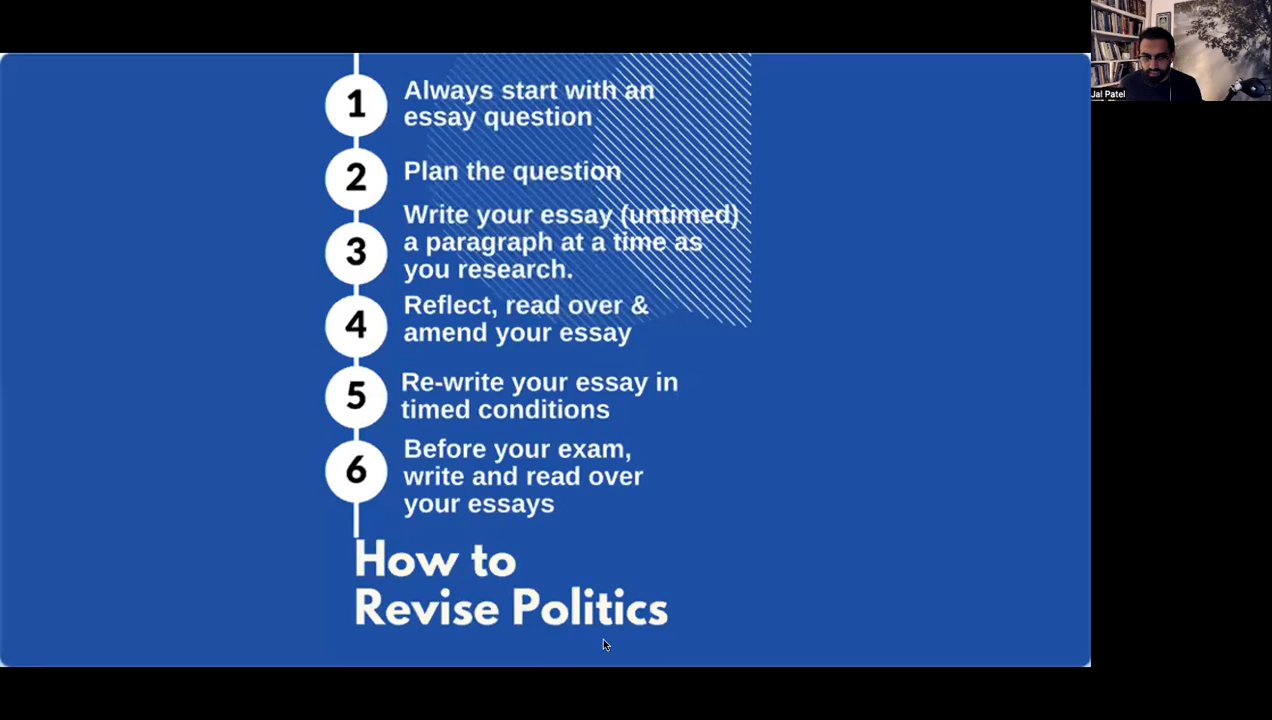 1
Always start with an
essay question
2
Plan the question
3
Write your essay (untimed)
a paragraph at a time as
you research.
4
Reflect, read over &
amend your essay
5
Re-write your essay in
timed conditions
6
Before your exam,
write and read over
your essays
How to
Revise Politics
Jal Patel